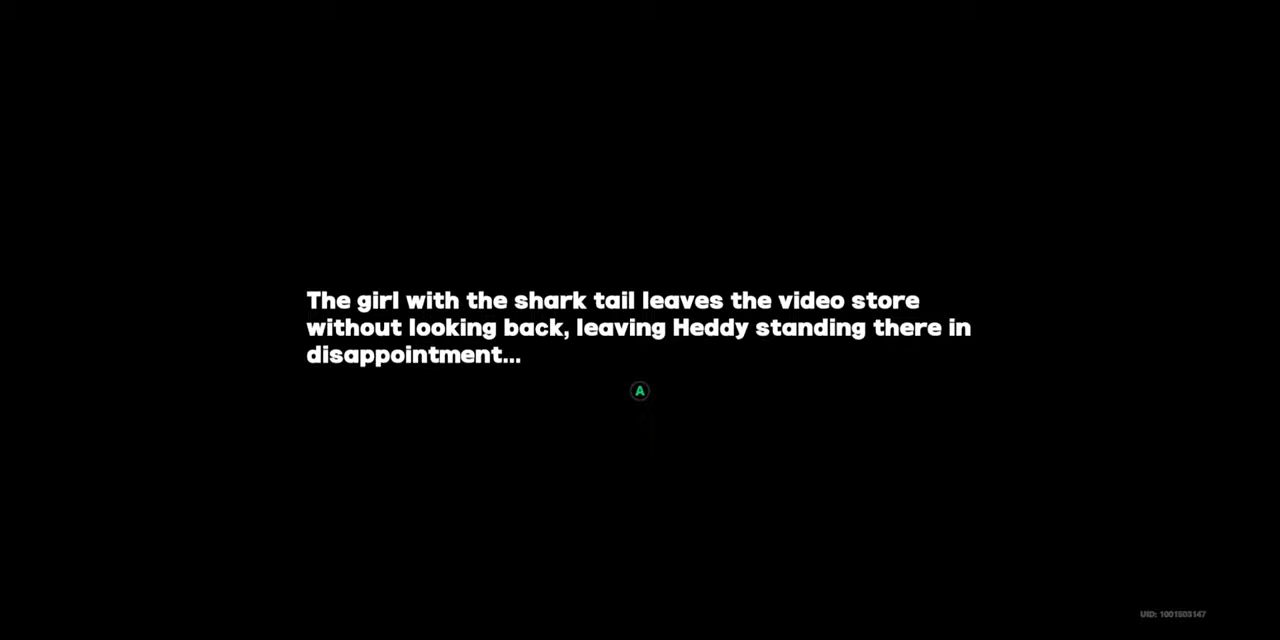 The girl with the shark tail leaves the video store
without looking back, leaving Heddy standing there in
disappointment...
A
UID: 1001503147